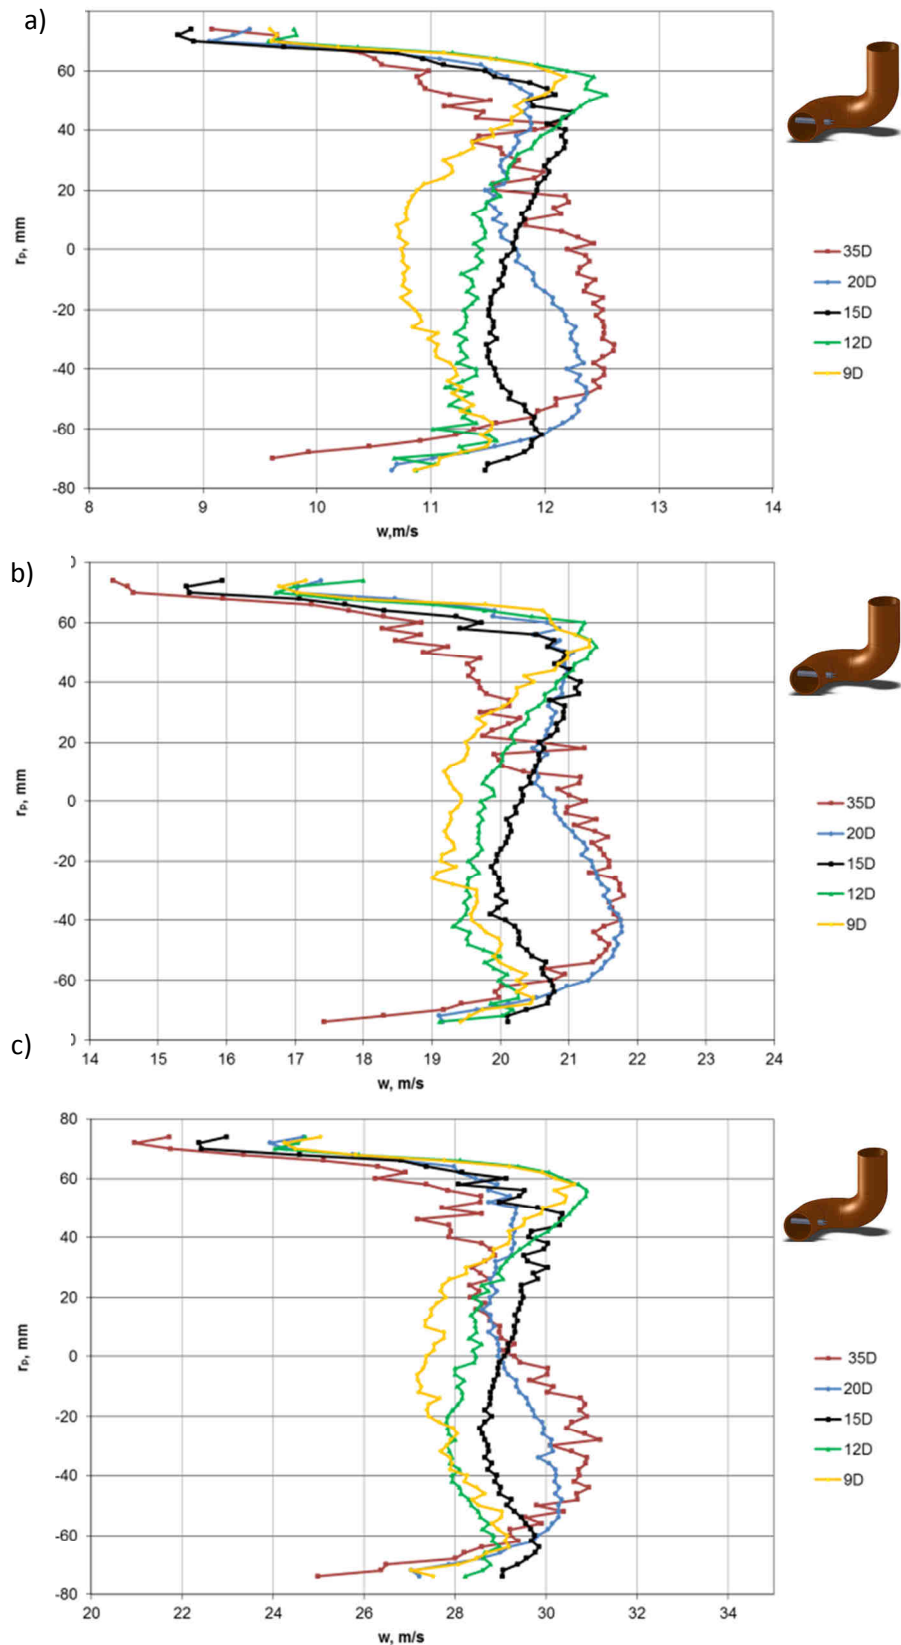 a)
60
40
20
0
-20
-40
-60
-80
rₚ, mm
8 9 10 11 12 13 14
w,m/s
35D
20D
15D
12D
9D
b)
0
60
40
20
0
-20
-40
-60
0
rₚ, mm
14 15 16 17 18 19 20 21 22 23 24
w, m/s
35D
20D
15D
12D
9D
c)
80
60
40
20
0
-20
-40
-60
-80
rₚ, mm
20 22 24 26 28 30 32 34
w, m/s
35D
20D
15D
12D
9D